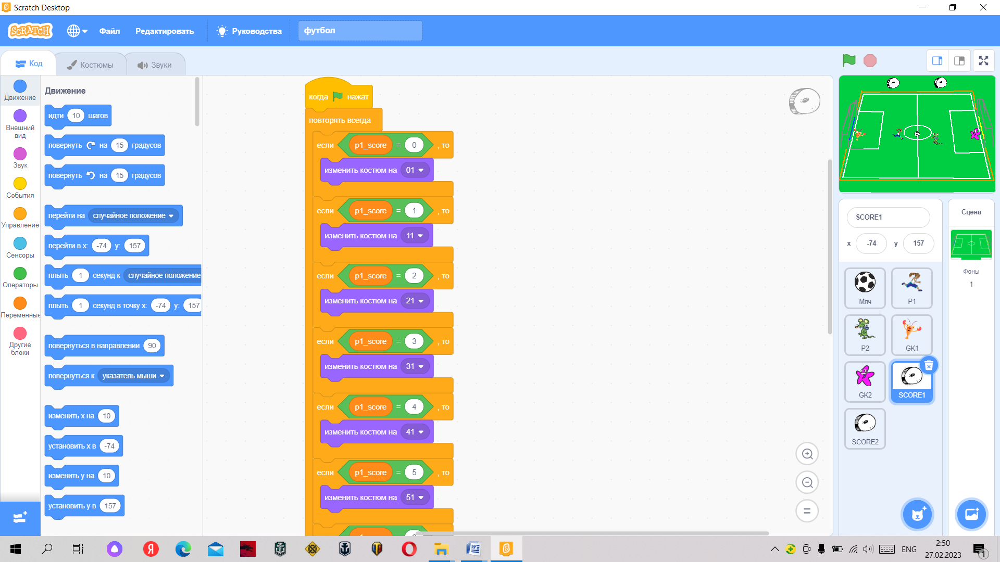 Scratch Desktop
SCRATCH
Файл
Редактировать
Руководства
футбол
Код
Костюмы
Звуки
Движение
Внешний
вид
Звук
События
Управление
Сенсоры
Операторы
Переменные
Другие
блоки
Движение
идти 10 шагов
повернуть на 15 градусов
повернуть на 15 градусов
перейти на случайное положение
перейти в x: -74 y: 157
плыть 1 секунд к случайное положение
плыть 1 секунд в точку x: -74 y: 157
повернуться в направлении 90
повернуться к указатель мыши
изменить x на 10
установить x в -74
изменить y на 10
установить y в 157
когда нажат
повторять всегда
если p1_score = 0 , то
изменить костюм на 01
если p1_score = 1 , то
изменить костюм на 11
если p1_score = 2 , то
изменить костюм на 21
если p1_score = 3 , то
изменить костюм на 31
если p1_score = 4 , то
изменить костюм на 41
если p1_score = 5 , то
изменить костюм на 51
SCORE1
x -74 y 157
Мяч
P1
P2
GK1
GK2
SCORE1
SCORE2
Сцена
Фоны
1
ENG
2:50
27.02.2023
1